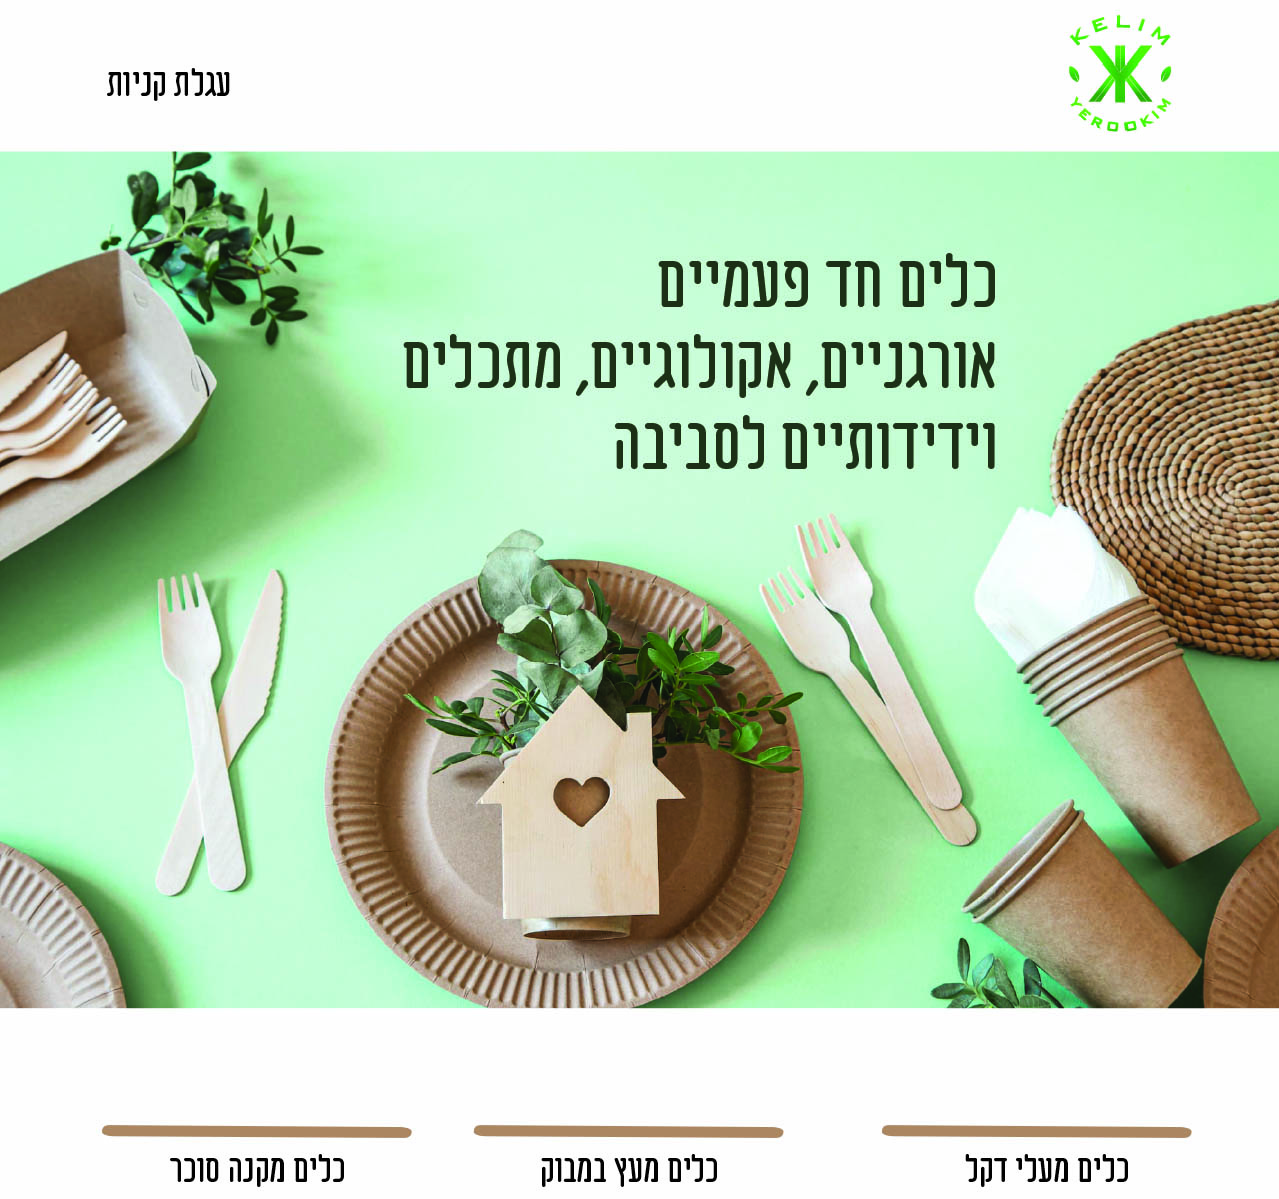 KELIM
YEROOKIM
עגלת קניות
כלים חד פעמיים
אורגניים, אקולוגיים, מתכלים
וידידותיים לסביבה
כלים מעלי דקל
כלים מעץ במבוק
כלים מקנה סוכר